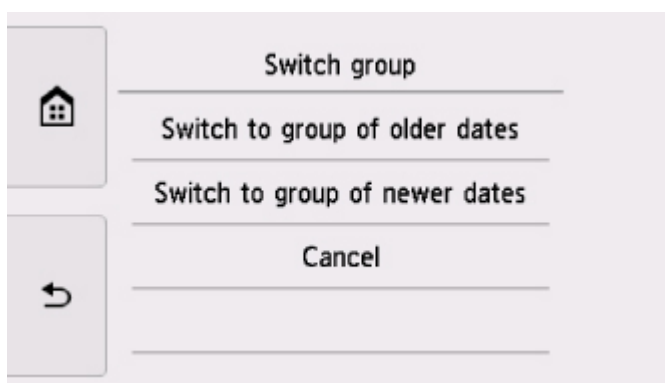 Switch group
Switch to group of older dates
Switch to group of newer dates
Cancel